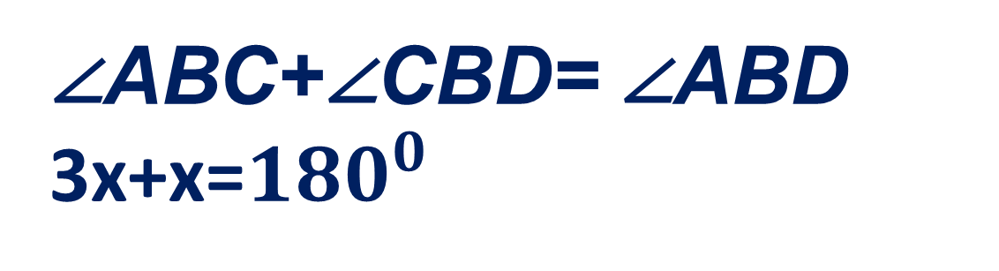 ∠ABC+∠CBD= ∠ABD
3x+x=180⁰